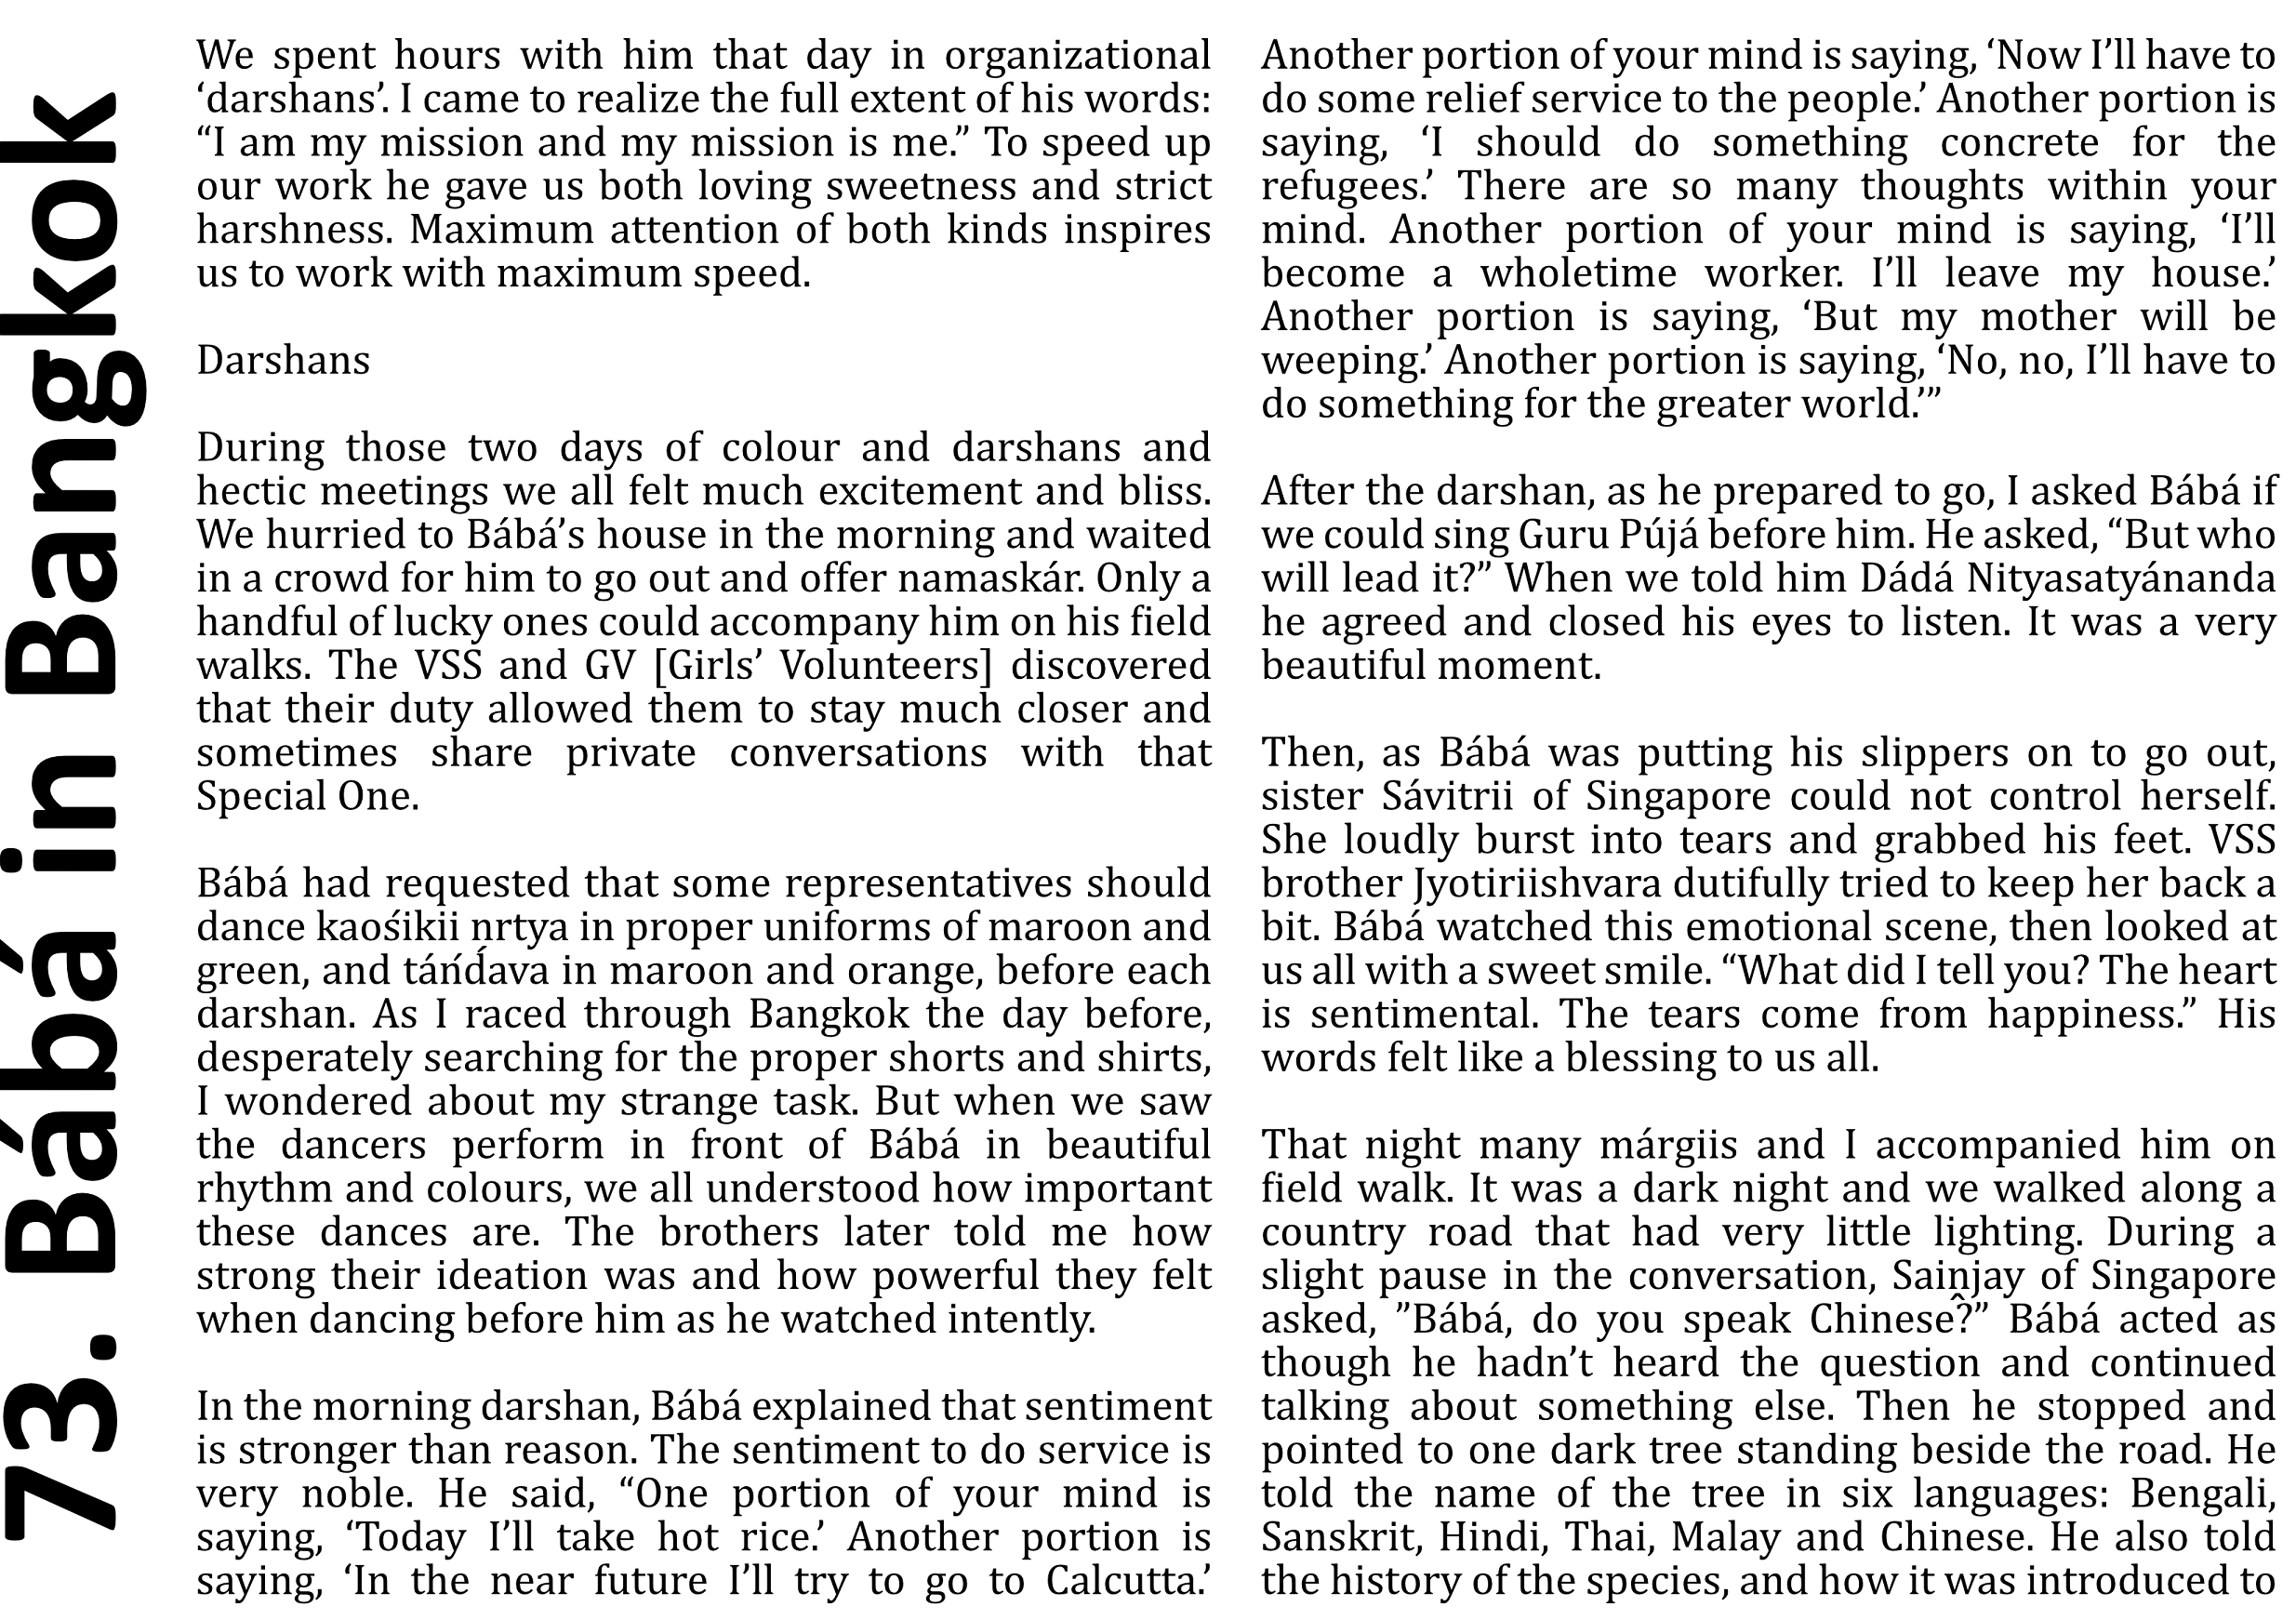 73. Bábá in Bangkok
We spent hours with him that day in organizational
‘darshans’. I came to realize the full extent of his words:
“I am my mission and my mission is me.” To speed up
our work he gave us both loving sweetness and strict
harshness. Maximum attention of both kinds inspires
us to work with maximum speed.
Darshans
During those two days of colour and darshans and
hectic meetings we all felt much excitement and bliss.
We hurried to Bábá’s house in the morning and waited
in a crowd for him to go out and offer namaskár. Only a
handful of lucky ones could accompany him on his field
walks. The VSS and GV [Girls’ Volunteers] discovered
that their duty allowed them to stay much closer and
sometimes share private conversations with that
Special One.
Bábá had requested that some representatives should
dance kaośikii nrtya in proper uniforms of maroon and
green, and táńd́ava in maroon and orange, before each
darshan. As I raced through Bangkok the day before,
desperately searching for the proper shorts and shirts,
I wondered about my strange task. But when we saw
the dancers perform in front of Bábá in beautiful
rhythm and colours, we all understood how important
these dances are. The brothers later told me how
strong their ideation was and how powerful they felt
when dancing before him as he watched intently.
In the morning darshan, Bábá explained that sentiment
is stronger than reason. The sentiment to do service is
very noble. He said, “One portion of your mind is
saying, ‘Today I’ll take hot rice.’ Another portion is
saying, ‘In the near future I’ll try to go to Calcutta.’
Another portion of your mind is saying, ‘Now I’ll have to
do some relief service to the people.’ Another portion is
saying, ‘I should do something concrete for the
refugees.’ There are so many thoughts within your
mind. Another portion of your mind is saying, ‘I’ll
become a wholetime worker. I’ll leave my house.’
Another portion is saying, ‘But my mother will be
weeping.’ Another portion is saying, ‘No, no, I’ll have to
do something for the greater world.’”
After the darshan, as he prepared to go, I asked Bábá if
we could sing Guru Pújá before him. He asked, “But who
will lead it?” When we told him Dádá Nityasatyánanda
he agreed and closed his eyes to listen. It was a very
beautiful moment.
Then, as Bábá was putting his slippers on to go out,
sister Sávitrii of Singapore could not control herself.
She loudly burst into tears and grabbed his feet. VSS
brother Jyotiriishvara dutifully tried to keep her back a
bit. Bábá watched this emotional scene, then looked at
us all with a sweet smile. “What did I tell you? The heart
is sentimental. The tears come from happiness.” His
words felt like a blessing to us all.
That night many márgiis and I accompanied him on
field walk. It was a dark night and we walked along a
country road that had very little lighting. During a
slight pause in the conversation, Sain̂jay of Singapore
asked, ”Bábá, do you speak Chinese?” Bábá acted as
though he hadn’t heard the question and continued
talking about something else. Then he stopped and
pointed to one dark tree standing beside the road. He
told the name of the tree in six languages: Bengali,
Sanskrit, Hindi, Thai, Malay and Chinese. He also told
the history of the species, and how it was introduced to